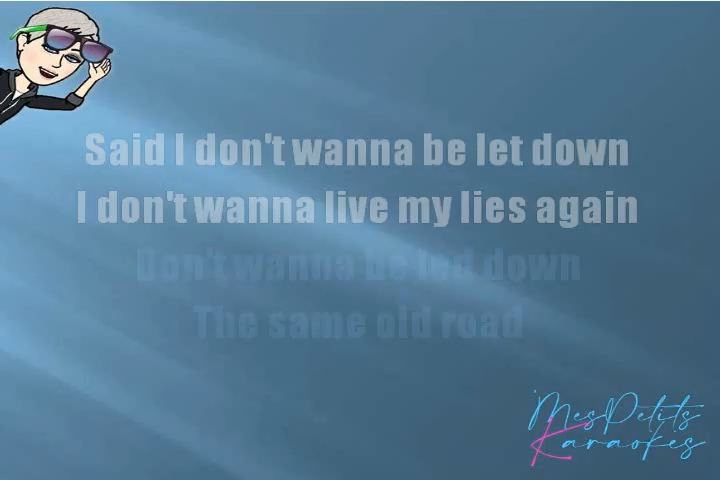 Said I don't wanna be let down
I don't wanna live my lies again
Don't wanna be led down
The same old road
MesPetits
Karaokes